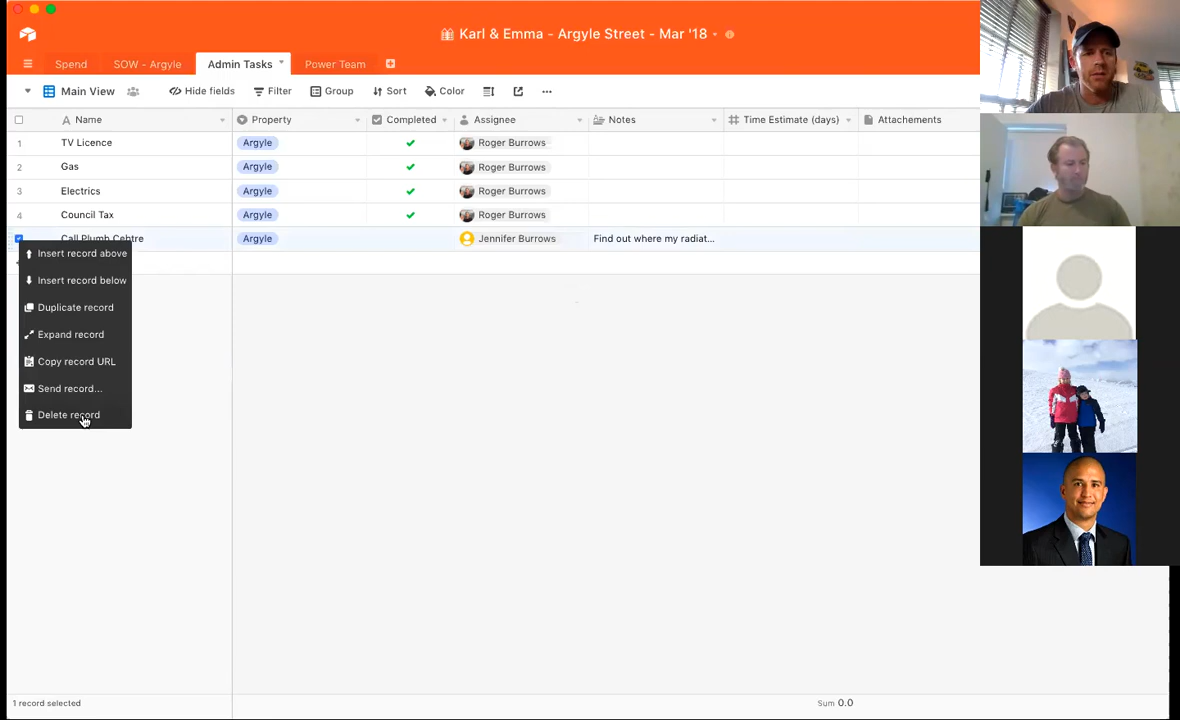 Karl & Emma - Argyle Street - Mar '18
Spend SOW - Argyle Admin Tasks Power Team
Main View Hide fields Filter Group Sort Color
Name Property Completed Assignee Notes Time Estimate (days) Attachements
1 TV Licence Argyle Roger Burrows
2 Gas Argyle Roger Burrows
3 Electrics Argyle Roger Burrows
4 Council Tax Argyle Roger Burrows
Call Plumb Centre Argyle Jennifer Burrows Find out where my radiat...
Insert record above
Insert record below
Duplicate record
Expand record
Copy record URL
Send record...
Delete record
1 record selected Sum 0.0